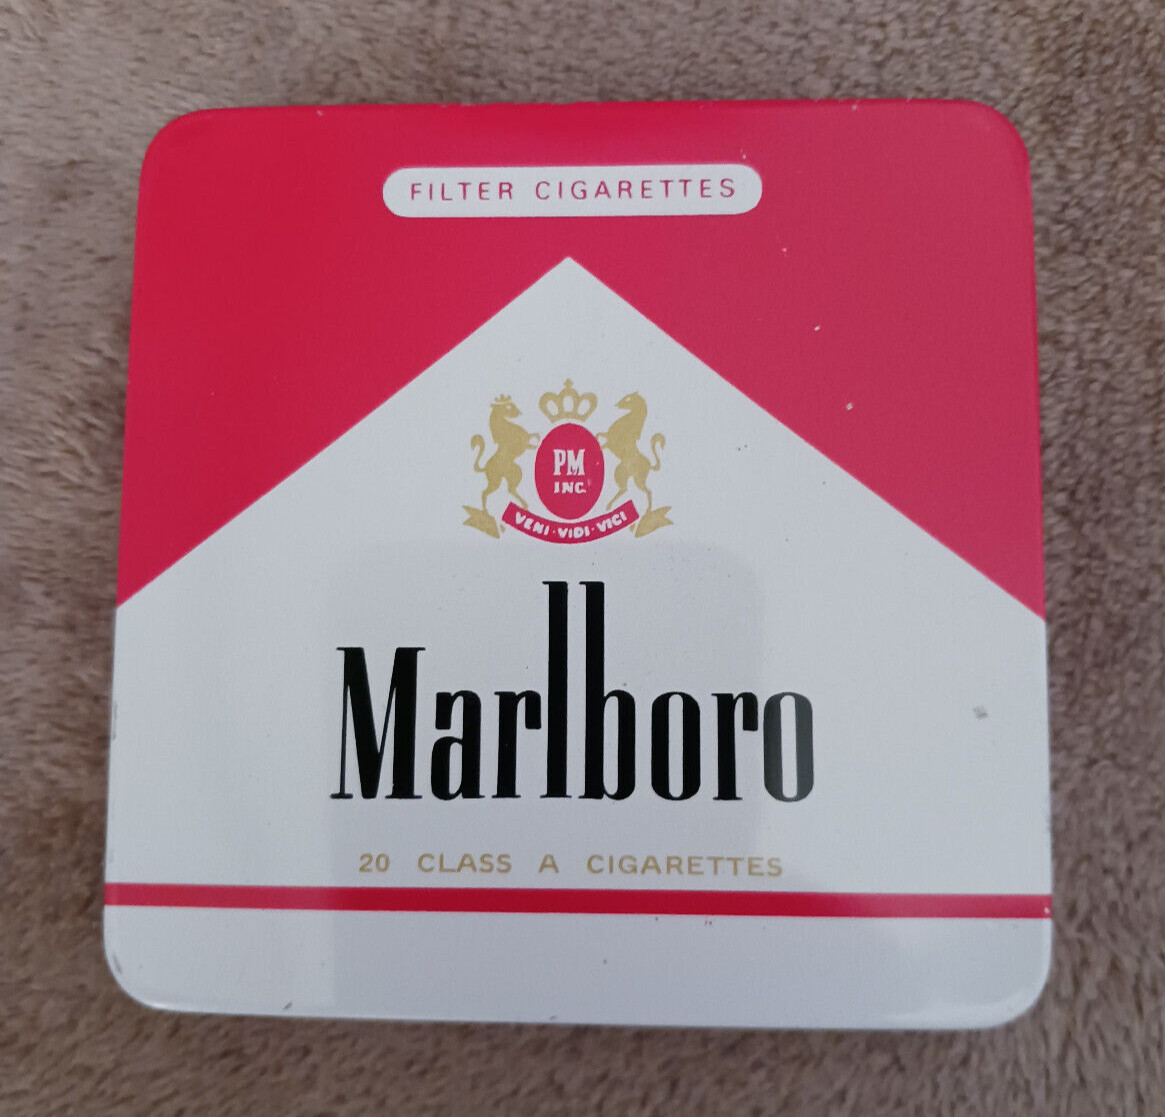 FILTER CIGARETTES
PM
INC.
VENI·VIDI·VICI
Marlboro
20 CLASS A CIGARETTES